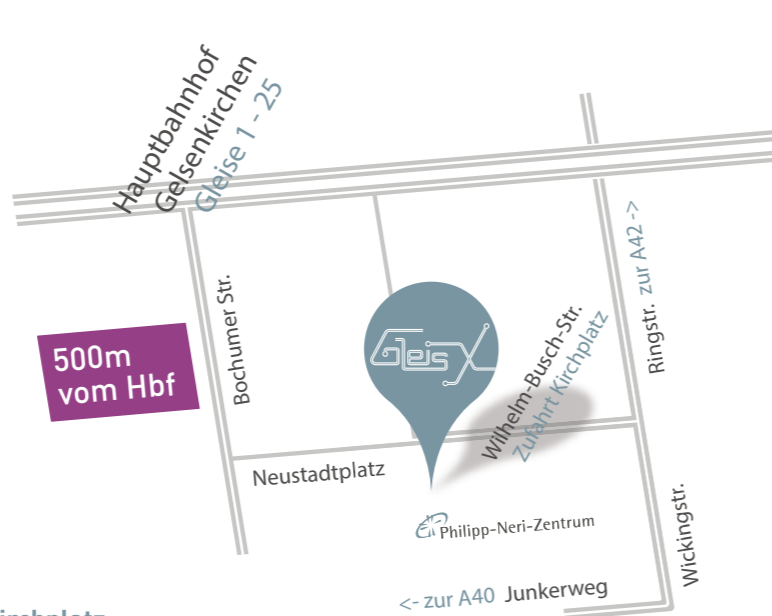 Hauptbahnhof
Gelsenkirchen
Gleise 1 - 25
Ringstr. zur A42 ->
Bochumer Str.
500m
vom Hbf
GleisX
Wilhelm-Busch-Str.
Zufahrt Kirchplatz
Neustadtplatz
Philipp-Neri-Zentrum
Wickingstr.
<- zur A40 Junkerweg